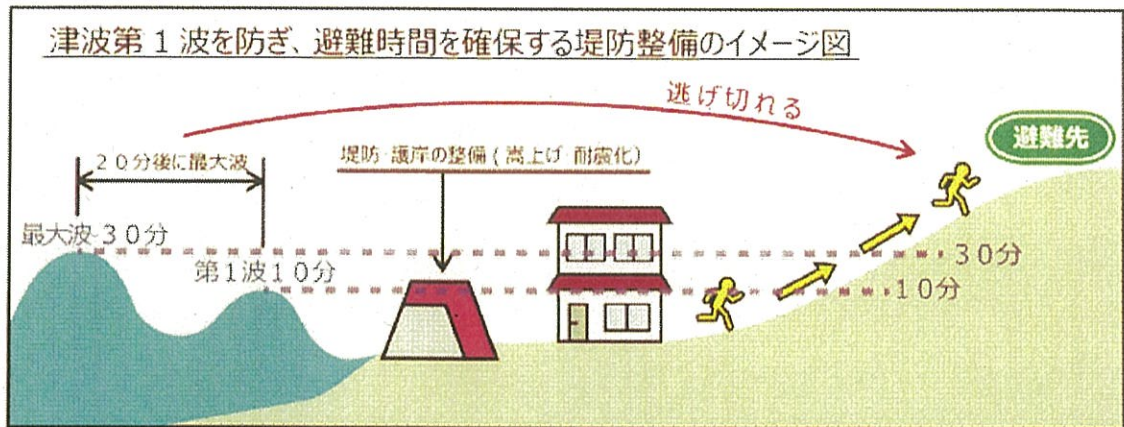 津波第1波を防ぎ、避難時間を確保する堤防整備のイメージ図
逃げ切れる
避難先
20分後に最大波
堤防・護岸の整備(嵩上げ・耐震化)
最大波 30分
第1波10分
30分
10分